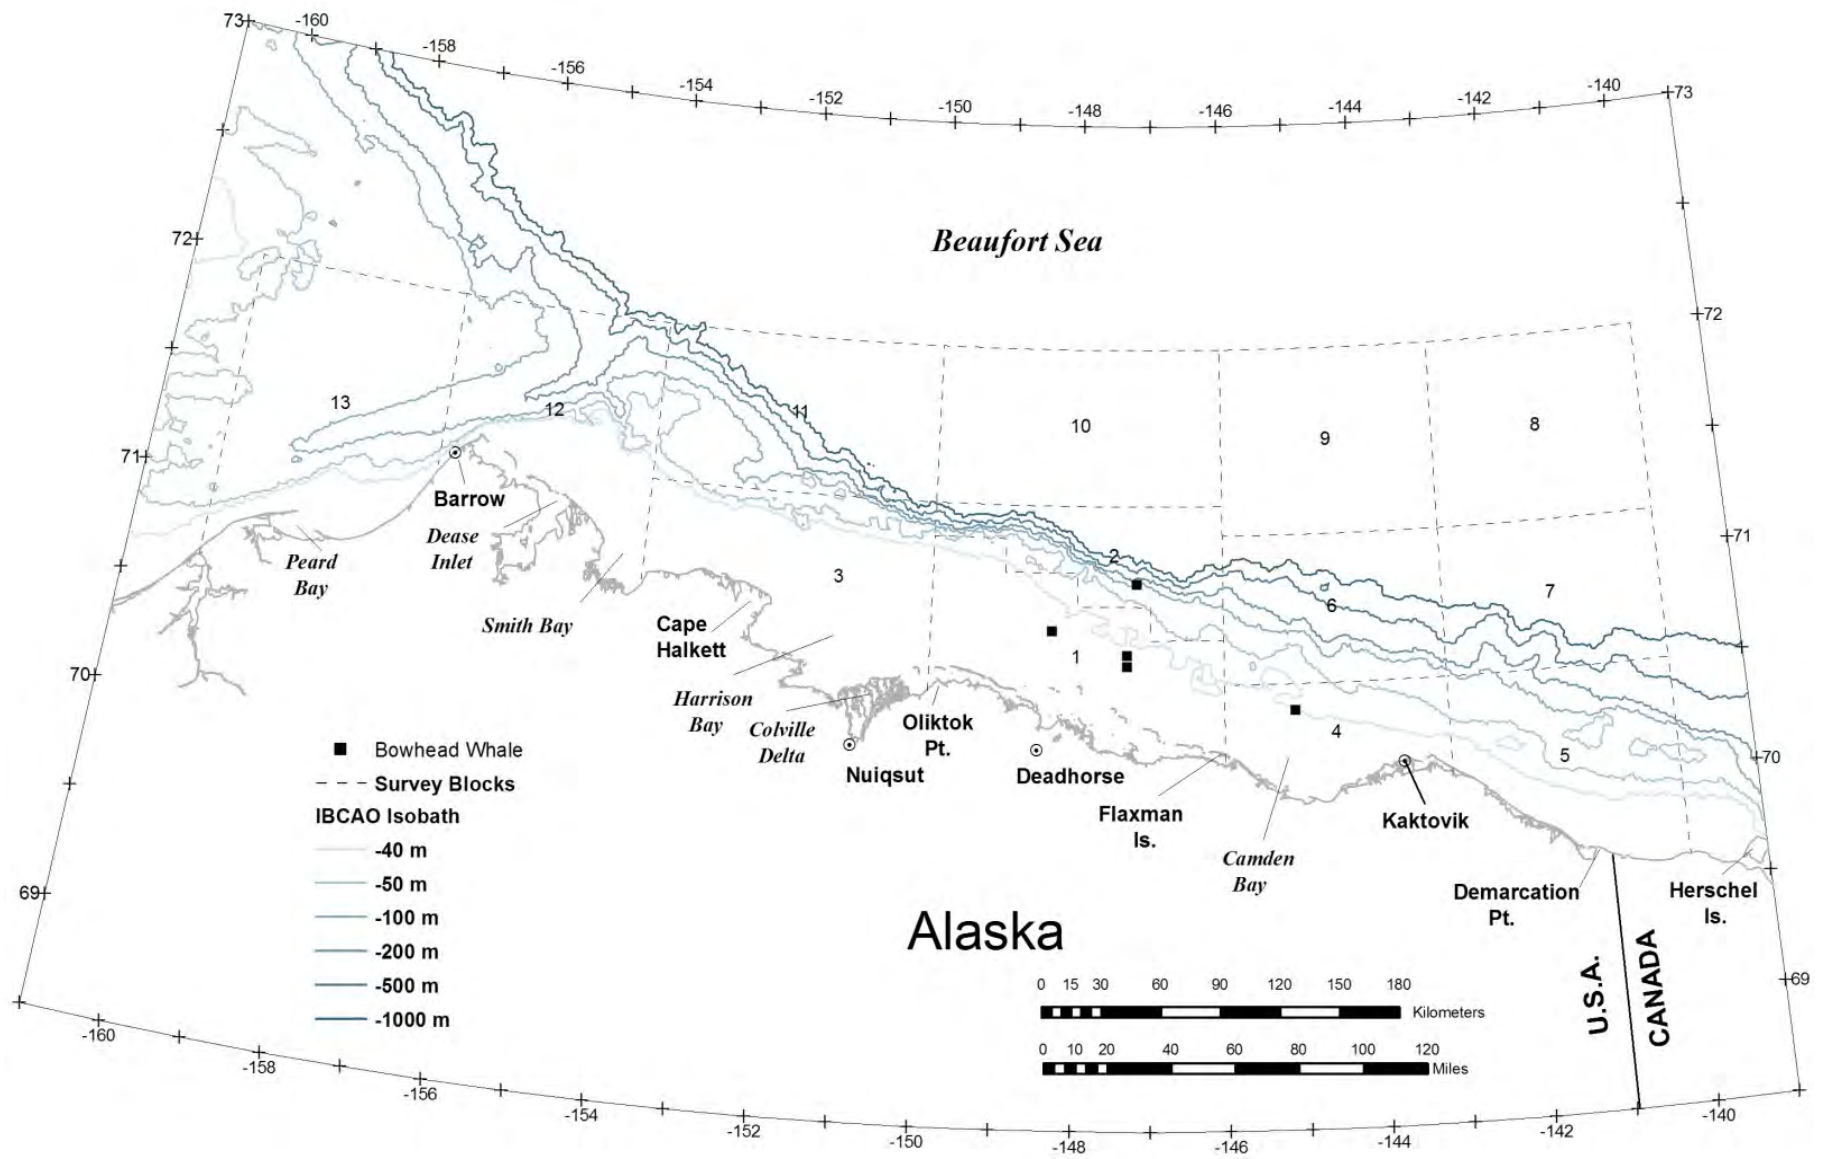 73
-160
-158
-156
-154
-152
-150
-148
-146
-144
-142
-140
73
72
Beaufort Sea
72
13
12
11
10
9
8
71
Barrow
Dease
Inlet
Peard
Bay
Smith Bay
3
2
6
7
71
Cape
Halkett
1
70
Harrison
Bay
Colville
Delta
Oliktok
Pt.
Nuiqsut
Deadhorse
4
5
70
Flaxman
Is.
Camden
Bay
Kaktovik
Demarcation
Pt.
Herschel
Is.
Bowhead Whale
Survey Blocks
IBCAO Isobath
-40 m
-50 m
-100 m
-200 m
-500 m
-1000 m
69
Alaska
U.S.A.
CANADA
69
0 15 30 60 90 120 150 180
Kilometers
0 10 20 40 60 80 100 120
Miles
-160
-158
-156
-154
-152
-150
-148
-146
-144
-142
-140